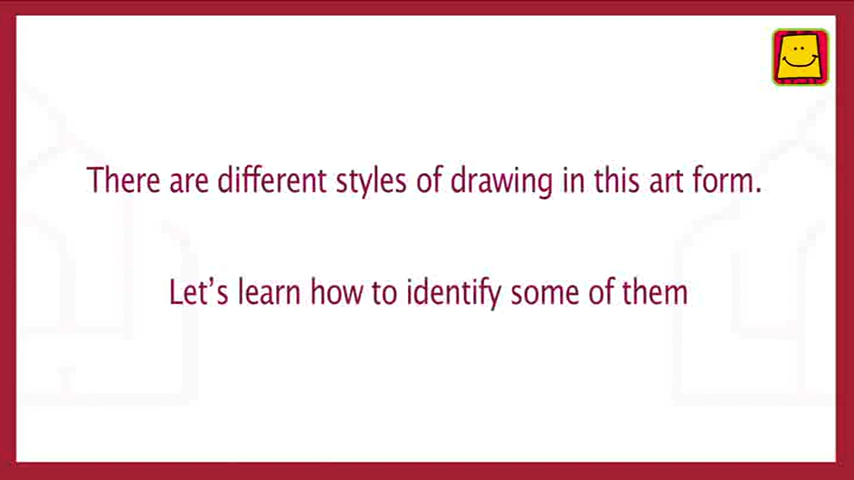 There are different styles of drawing in this art form.
Let's learn how to identify some of them